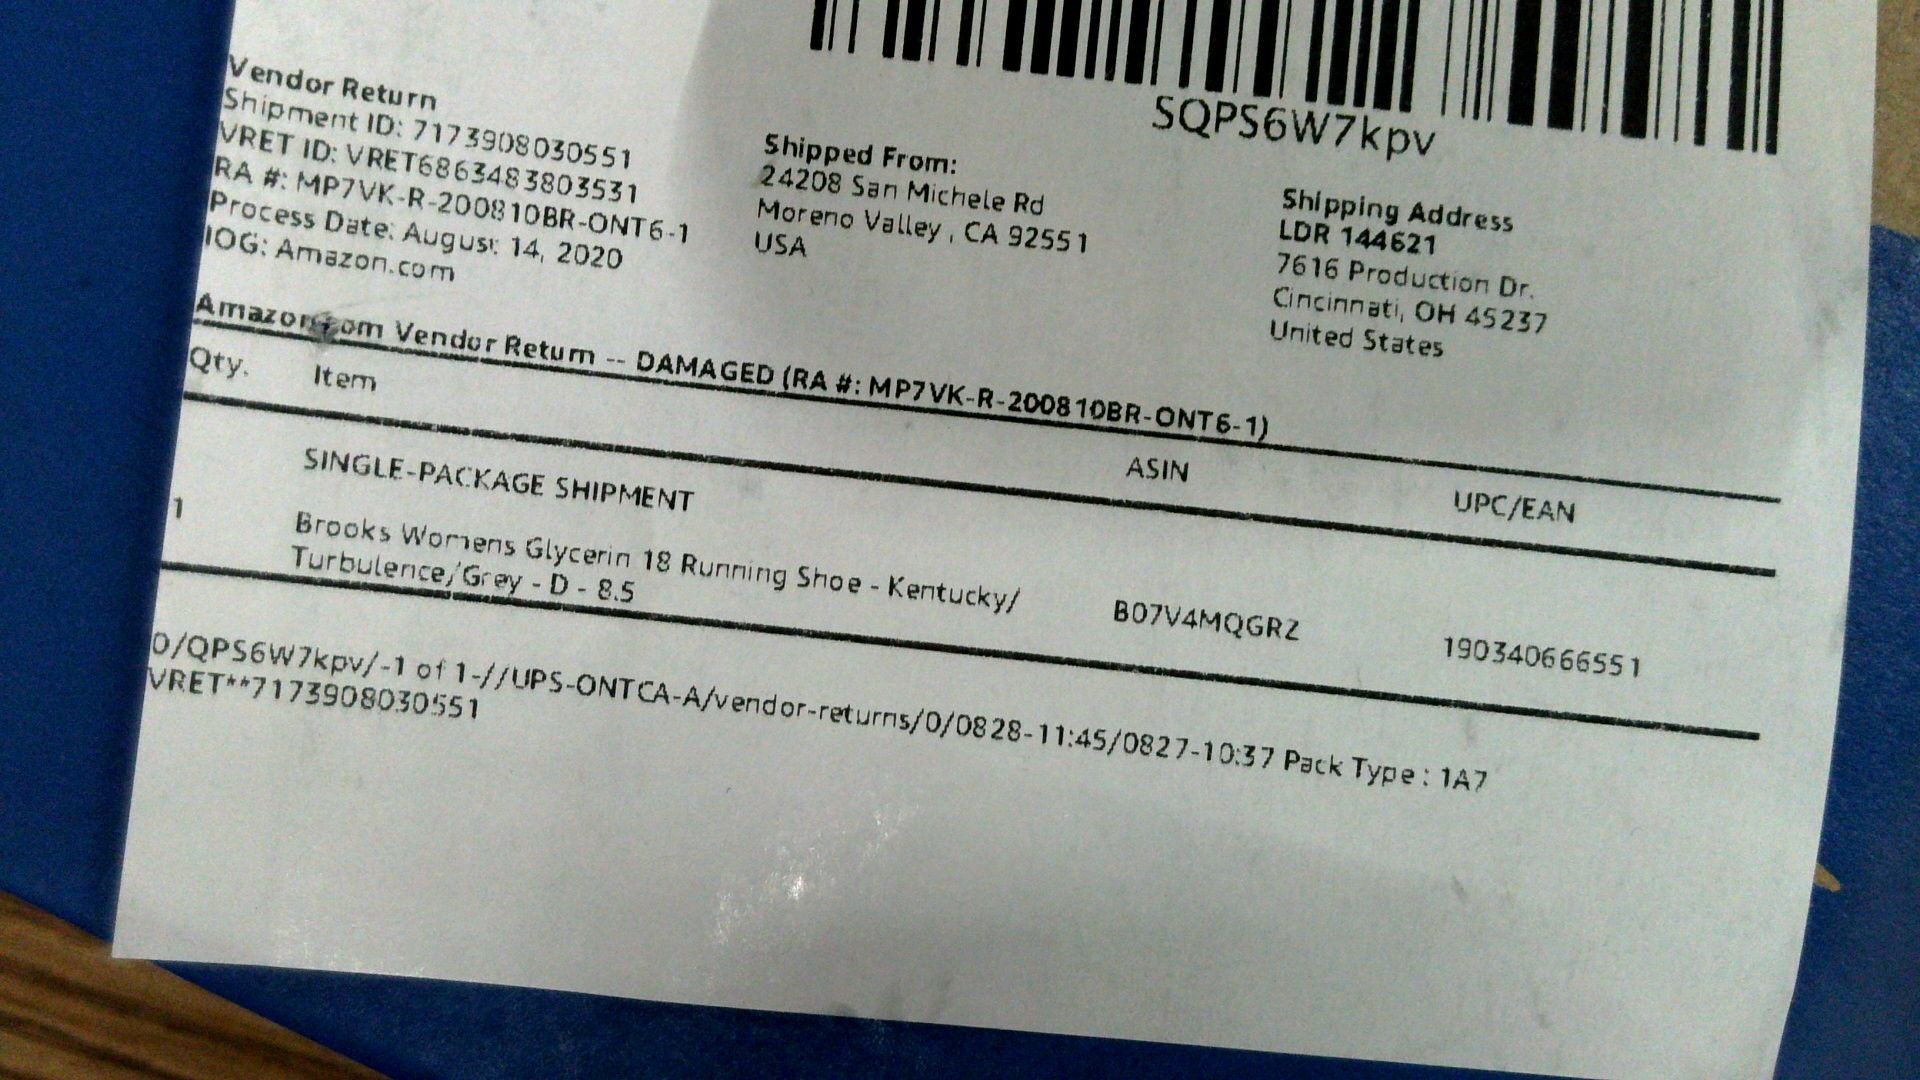 SQPS6W7kpv
Vendor Return
Shipment ID: 7173908030551
VRET ID: VRET6863483803531
RA #: MP7VK-R-200810BR-ONT6-1
Process Date: August 14, 2020
IOG: Amazon.com
Shipped From:
24208 San Michele Rd
Moreno Valley , CA 92551
USA
Shipping Address
LDR 144621
7616 Production Dr.
Cincinnati, OH 45237
United States
Amazon.com Vendor Return -- DAMAGED (RA #: MP7VK-R-200810BR-ONT6-1)
Qty. Item ASIN UPC/EAN
SINGLE-PACKAGE SHIPMENT
1 Brooks Womens Glycerin 18 Running Shoe - Kentucky/ B07V4MQGRZ 190340666551
Turbulence/Grey - D - 8.5
0/QPS6W7kpv/-1 of 1-//UPS-ONTCA-A/vendor-returns/0/0828-11:45/0827-10:37 Pack Type : 1A7
VRET**7173908030551